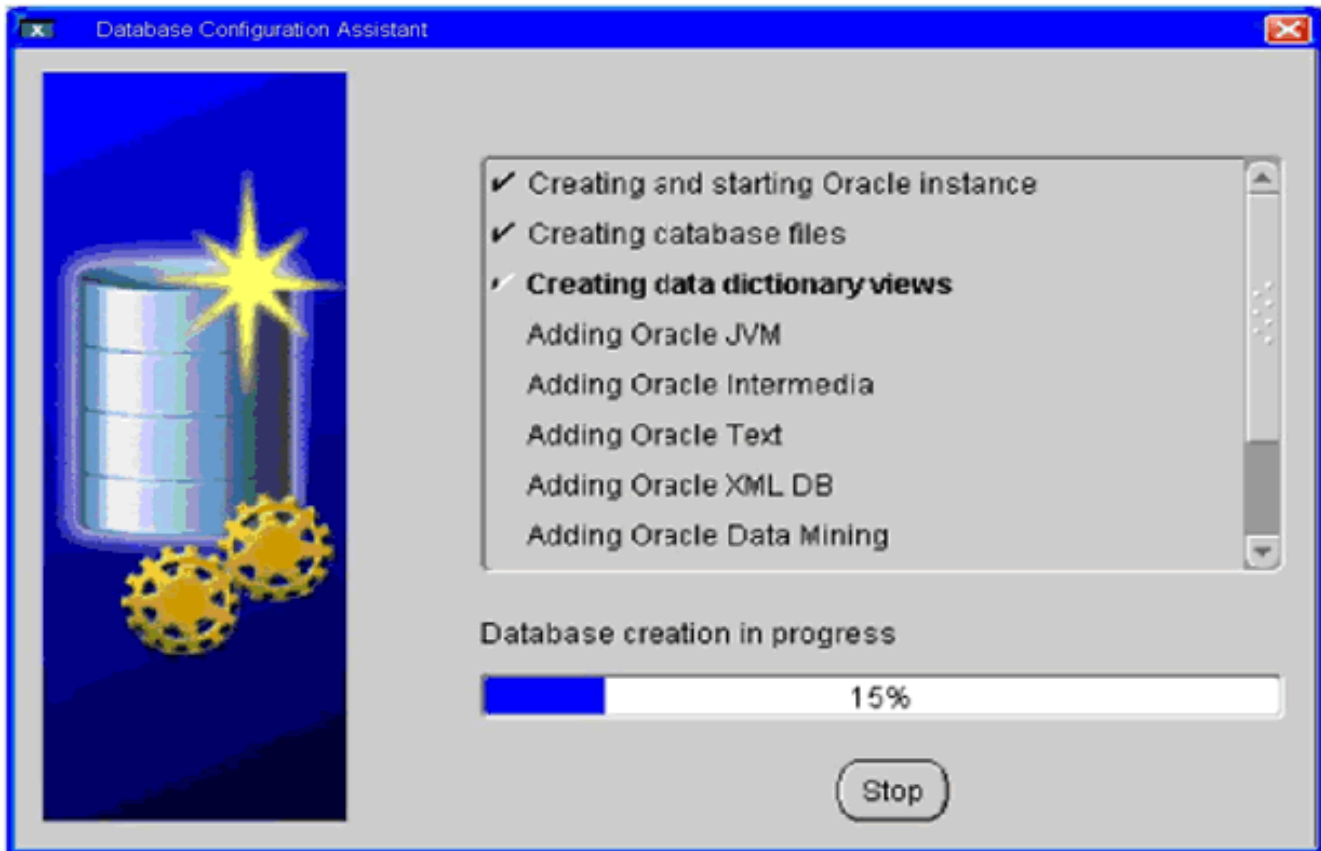 Database Configuration Assistant
Creating and starting Oracle instance
Creating catabase files
Creating data dictionary views
Adding Oracle JVM
Adding Oracle Intermedia
Adding Oracle Text
Adding Oracle XML DB
Adding Oracle Data Mining
Database creation in progress
15%
Stop